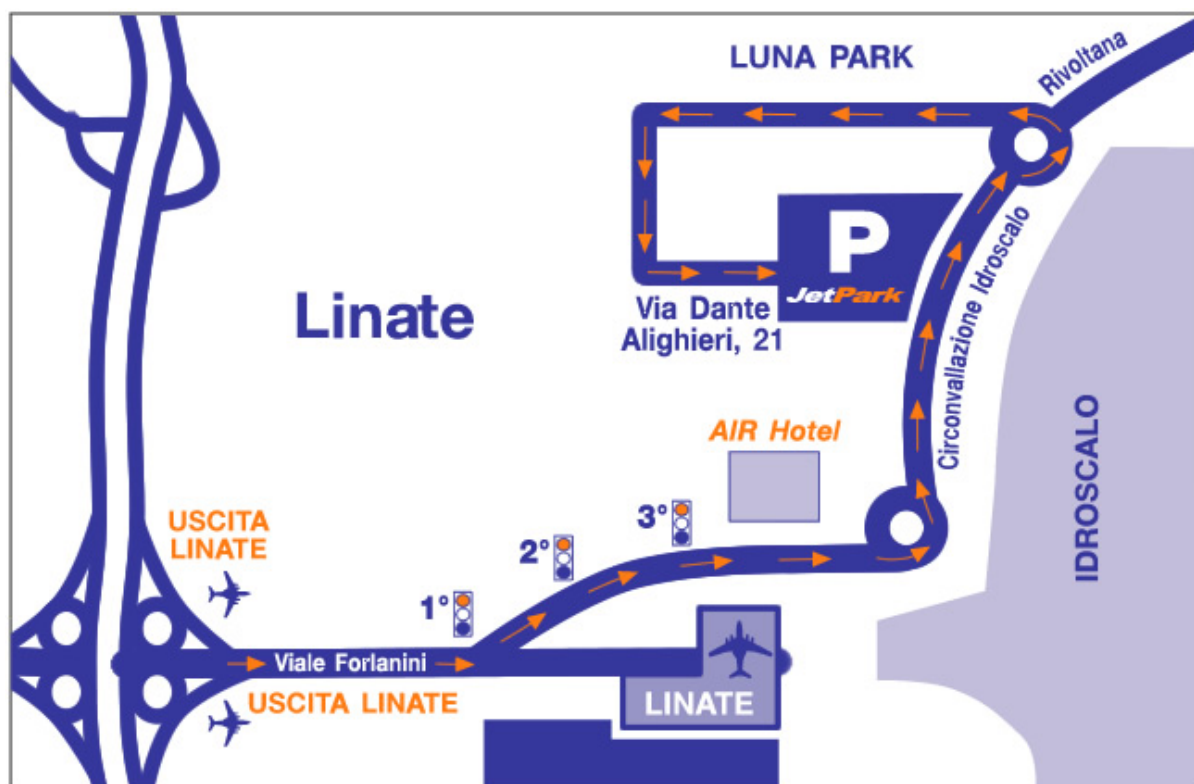 LUNA PARK
Rivoltana
P
JetPark
Via Dante
Alighieri, 21
Linate
Circonvallazione Idroscalo
AIR Hotel
IDROSCALO
USCITA
LINATE
3°
2°
1°
Viale Forlanini
USCITA LINATE
LINATE